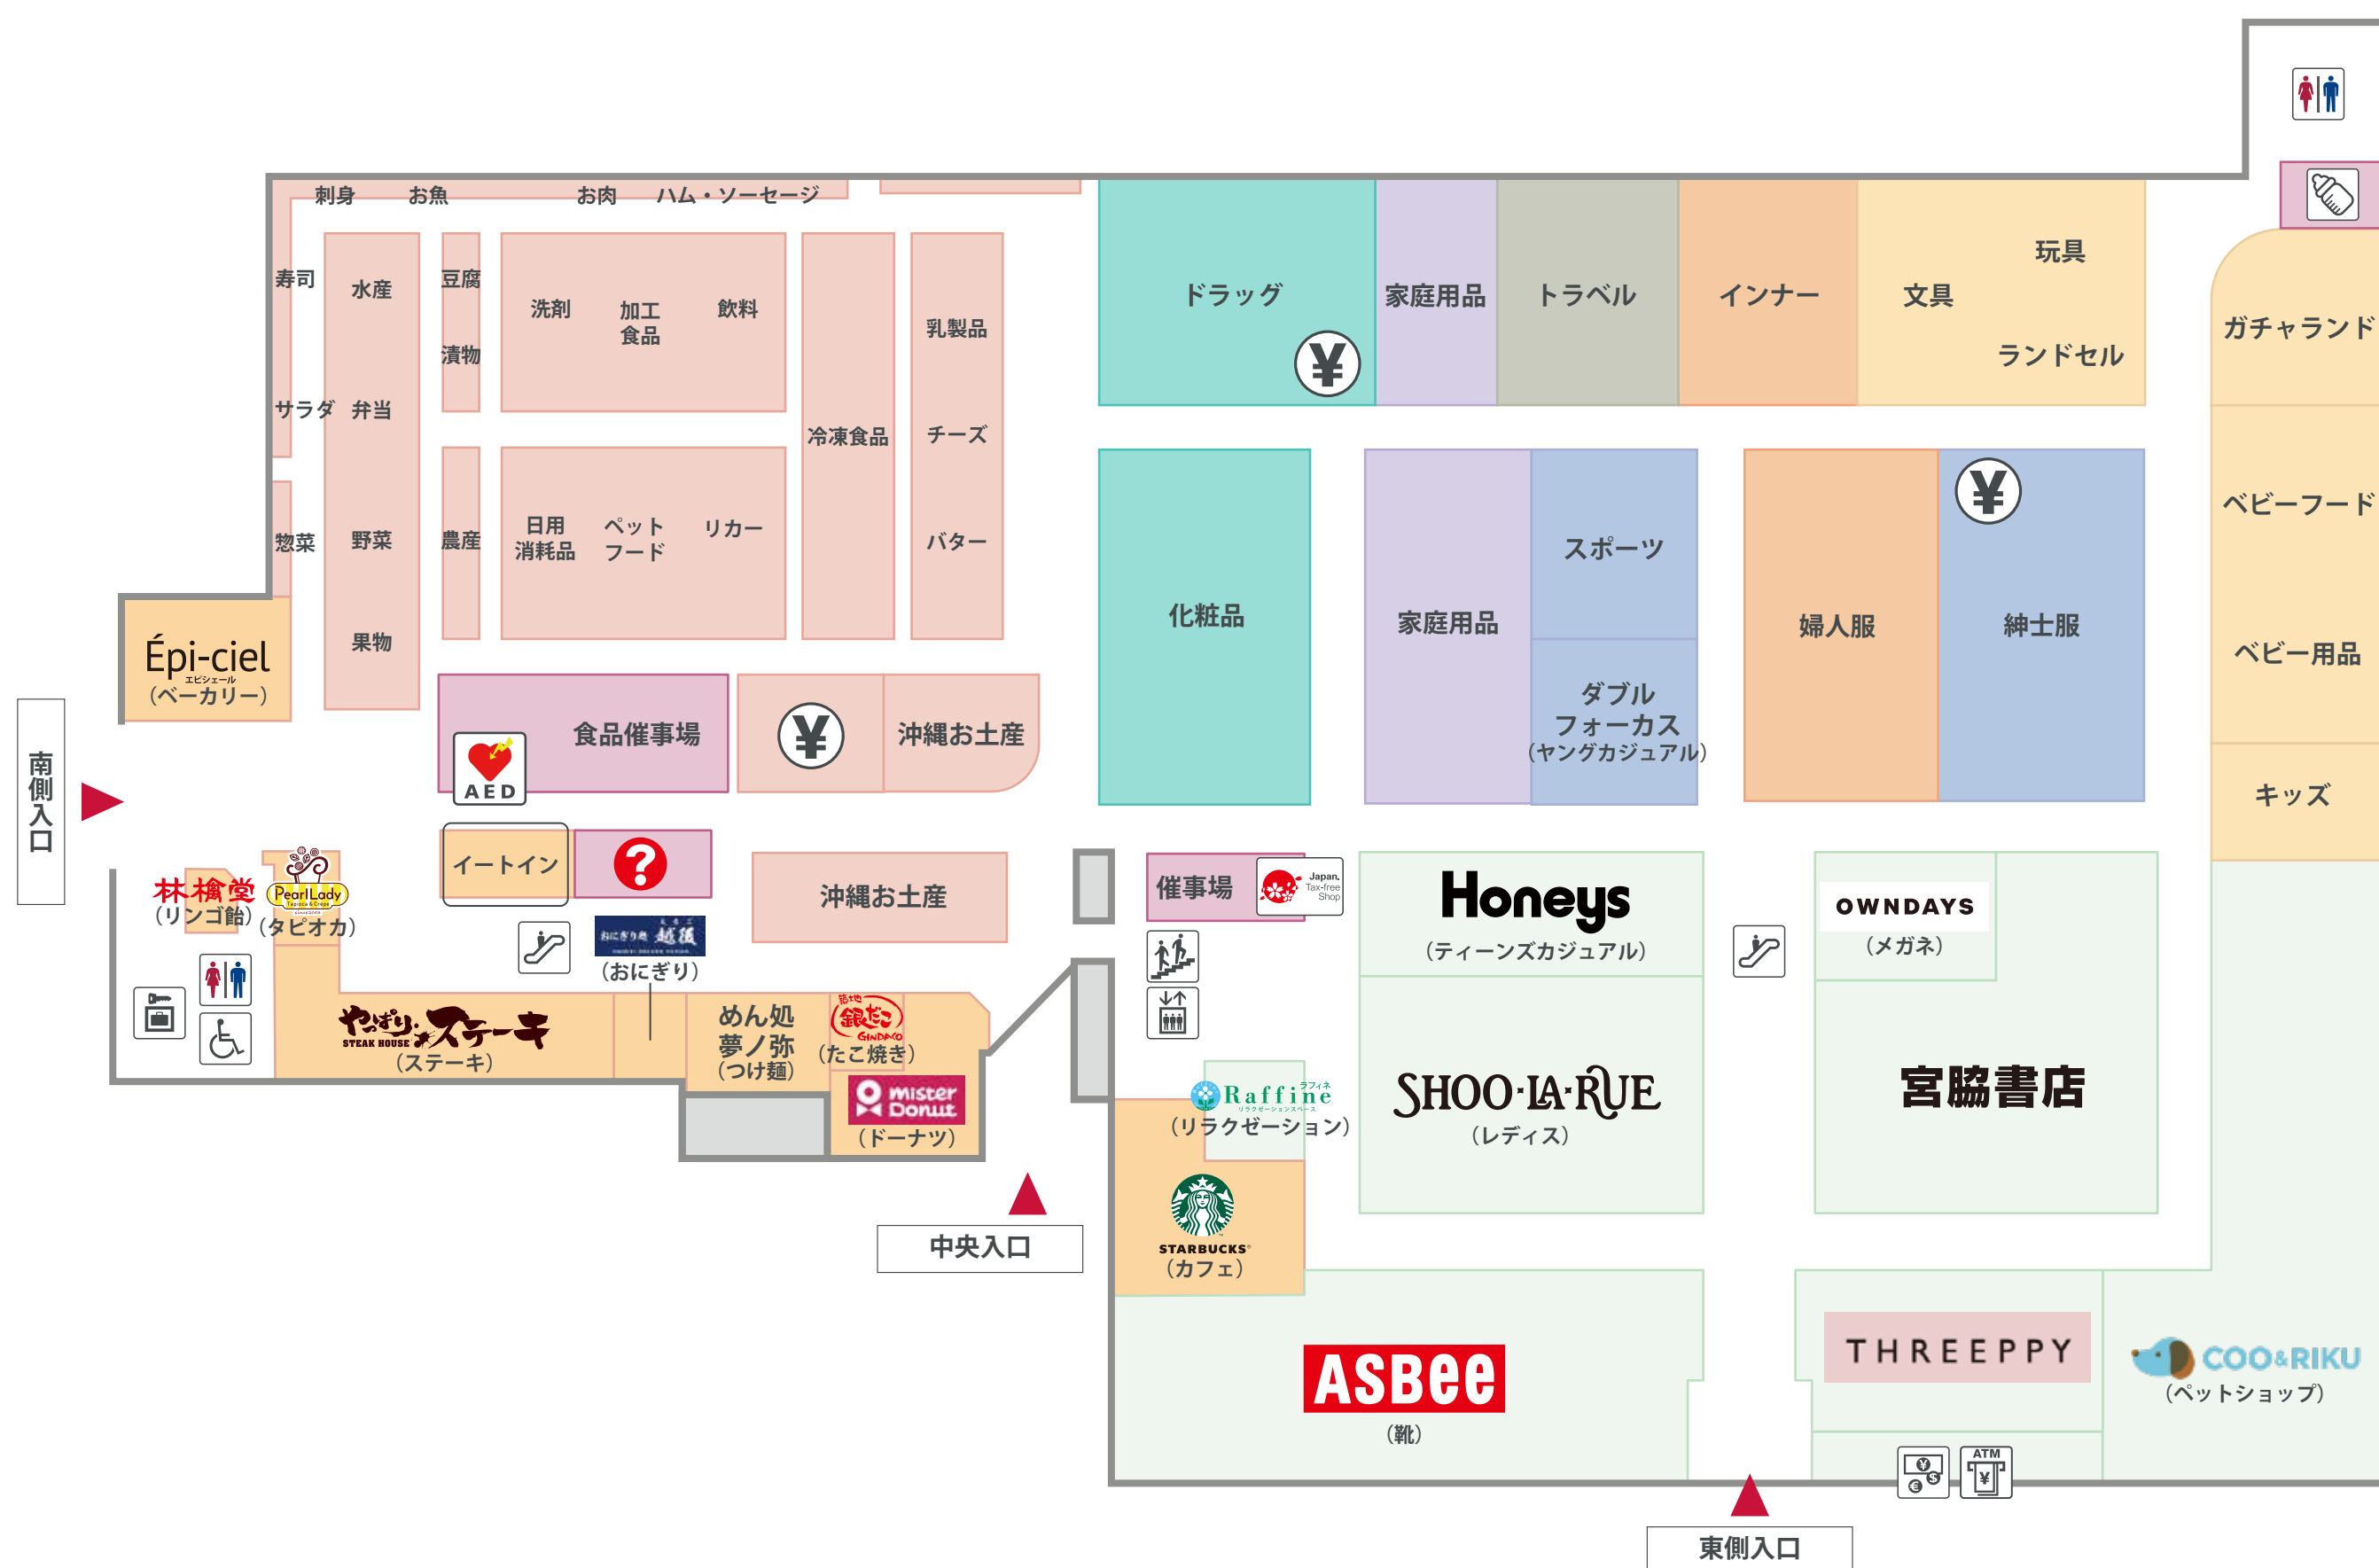 刺身
お魚
お肉
ハム・ソーセージ
寿司
水産
豆腐
漬物
洗剤
加工
食品
飲料
乳製品
サラダ
弁当
冷凍食品
チーズ
惣菜
野菜
農産
日用
消耗品
ペット
フード
リカー
バター
果物
Épi-ciel
エピシェール
(ベーカリー)
食品催事場
AED
¥
沖縄お土産
南側入口
イートイン
?
沖縄お土産
林檎堂
(リンゴ飴)
PearlLady
Tapioca & Crepe
(タピオカ)
おにぎり処 越後
(おにぎり)
やっぱりステーキ
STEAK HOUSE
(ステーキ)
めん処
夢ノ弥
(つけ麺)
築地
銀だこ
GINDACO
(たこ焼き)
mister
Donut
(ドーナツ)
中央入口
ドラッグ
¥
家庭用品
トラベル
インナー
文具
玩具
ランドセル
ガチャランド
化粧品
家庭用品
スポーツ
ダブル
フォーカス
(ヤングカジュアル)
婦人服
¥
紳士服
ベビーフード
ベビー用品
キッズ
催事場
Japan.
Tax-free
Shop
Honeys
(ティーンズカジュアル)
OWNDAYS
(メガネ)
ラフィネ
Raffine
リラクゼーションスペース
(リラクゼーション)
SHOO·LA·RUE
(レディス)
宮脇書店
STARBUCKS®
(カフェ)
ASBee
(靴)
THREEPPY
COO&RIKU
(ペットショップ)
¥
$
€
ATM
¥
東側入口